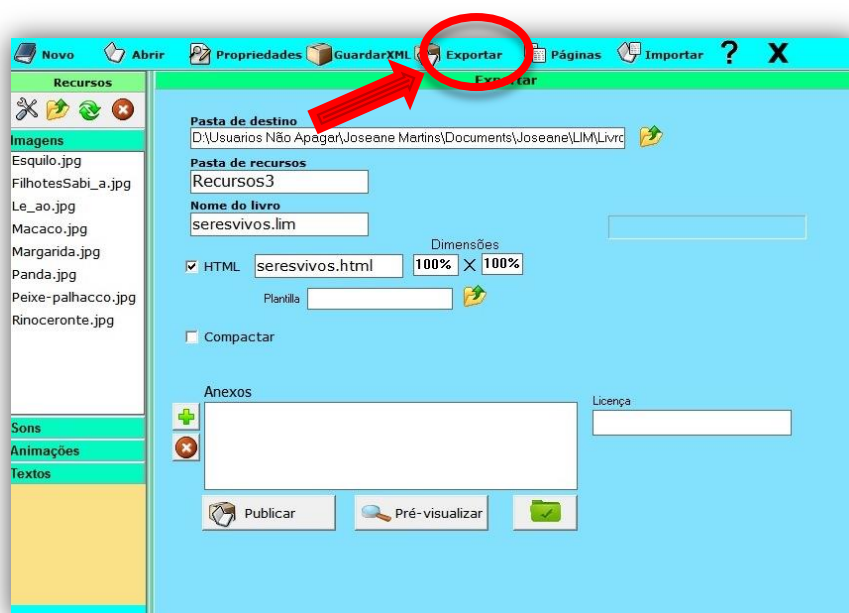 Novo Abrir Propriedades GuardarXML Exportar Páginas Importar ? X
Recursos
Exportar
Imagens
Esquilo.jpg
FilhotesSabi_a.jpg
Le_ao.jpg
Macaco.jpg
Margarida.jpg
Panda.jpg
Peixe-palhacco.jpg
Rinoceronte.jpg
Sons
Animações
Textos
Pasta de destino
D:\Usuarios Não Apagar\Joseane Martins\Documents\Joseane\LIM\Livro
Pasta de recursos
Recursos3
Nome do livro
seresvivos.lim
Dimensões
HTML seresvivos.html 100% X 100%
Plantilla
Compactar
Anexos
Licença
Publicar Pré-visualizar